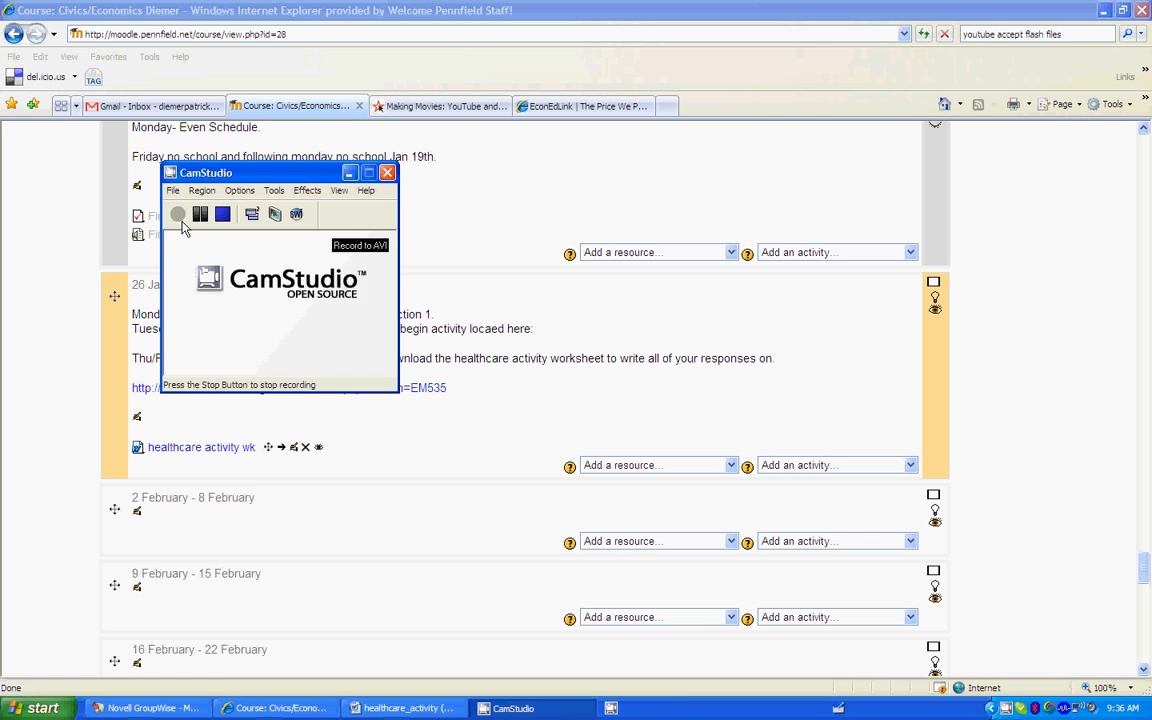 Course: Civics/Economics Diemer - Windows Internet Explorer provided by Welcome Pennfield Staff!
http://moodle.pennfield.net/course/view.php?id=28
youtube accept flash files
File Edit View Favorites Tools Help
del.icio.us TAG Links
Gmail - Inbox - diemerpatrick... Course: Civics/Economics... Making Movies: YouTube and... EconEdLink | The Price We P... Page Tools
Monday- Even Schedule.
Friday no school and following monday no school Jan 19th.
CamStudio
File Region Options Tools Effects View Help
Record to AVI
CamStudio™
OPEN SOURCE
Press the Stop Button to stop recording
Add a resource... Add an activity...
26 Ja
Mond ction 1.
Tues begin activity locaed here:
Thu/F wnload the healthcare activity worksheet to write all of your responses on.
http:/ =EM535
healthcare activity wk
Add a resource... Add an activity...
2 February - 8 February
Add a resource... Add an activity...
9 February - 15 February
Add a resource... Add an activity...
16 February - 22 February
Done Internet 100%
start Novell GroupWise - M... Course: Civics/Econo... healthcare_activity (... CamStudio 9:36 AM